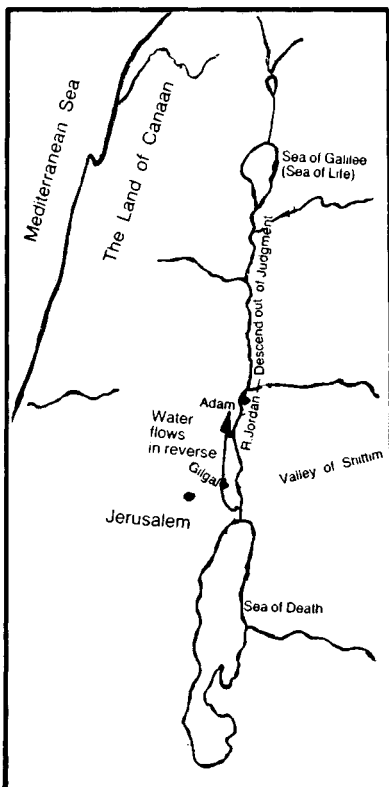 Mediterranean Sea
The Land of Canaan
Sea of Galilee
(Sea of Life)
R.Jordan — Descend out of Judgment
Adam
Water
flows
in reverse
Gilgal
Valley of Shittim
Jerusalem
Sea of Death